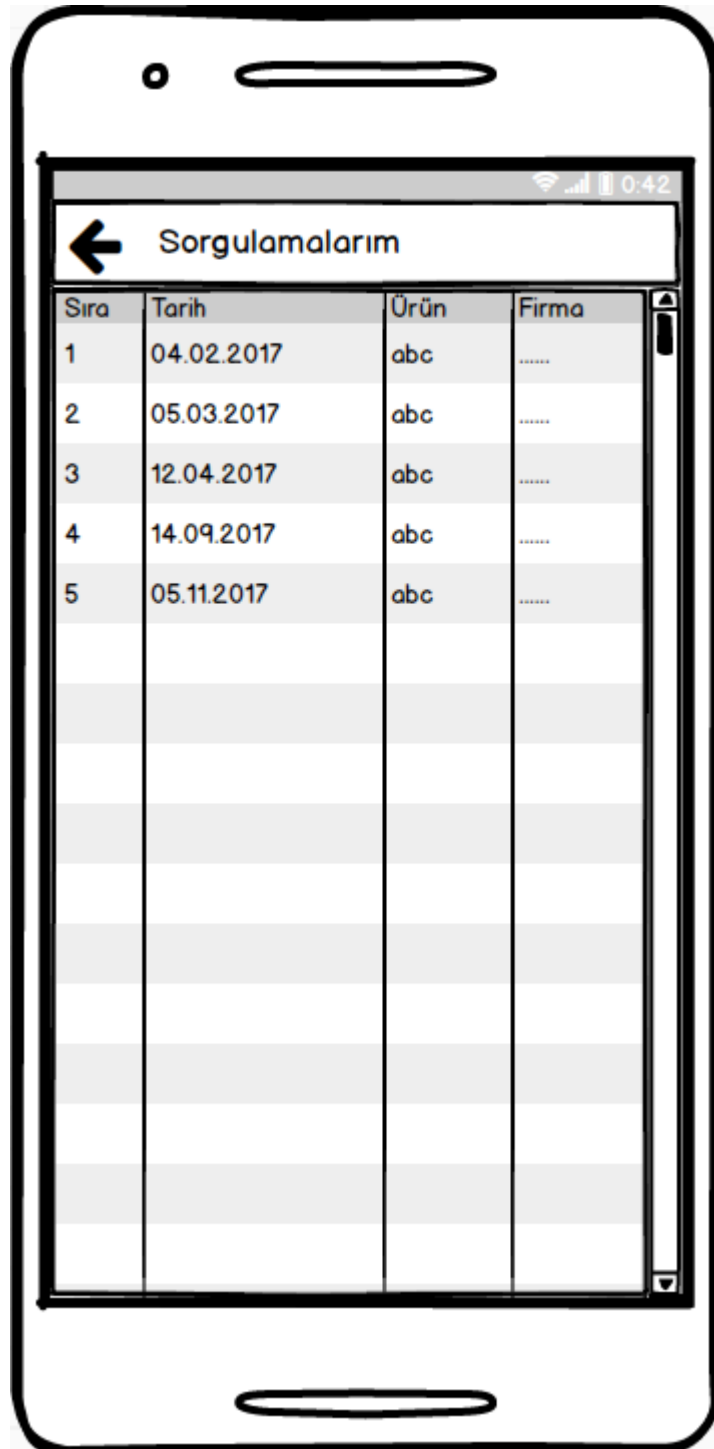 0:42
Sorgulamalarım
Sıra Tarih Ürün Firma
1 04.02.2017 abc .......
2 05.03.2017 abc .......
3 12.04.2017 abc .......
4 14.09.2017 abc .......
5 05.11.2017 abc .......